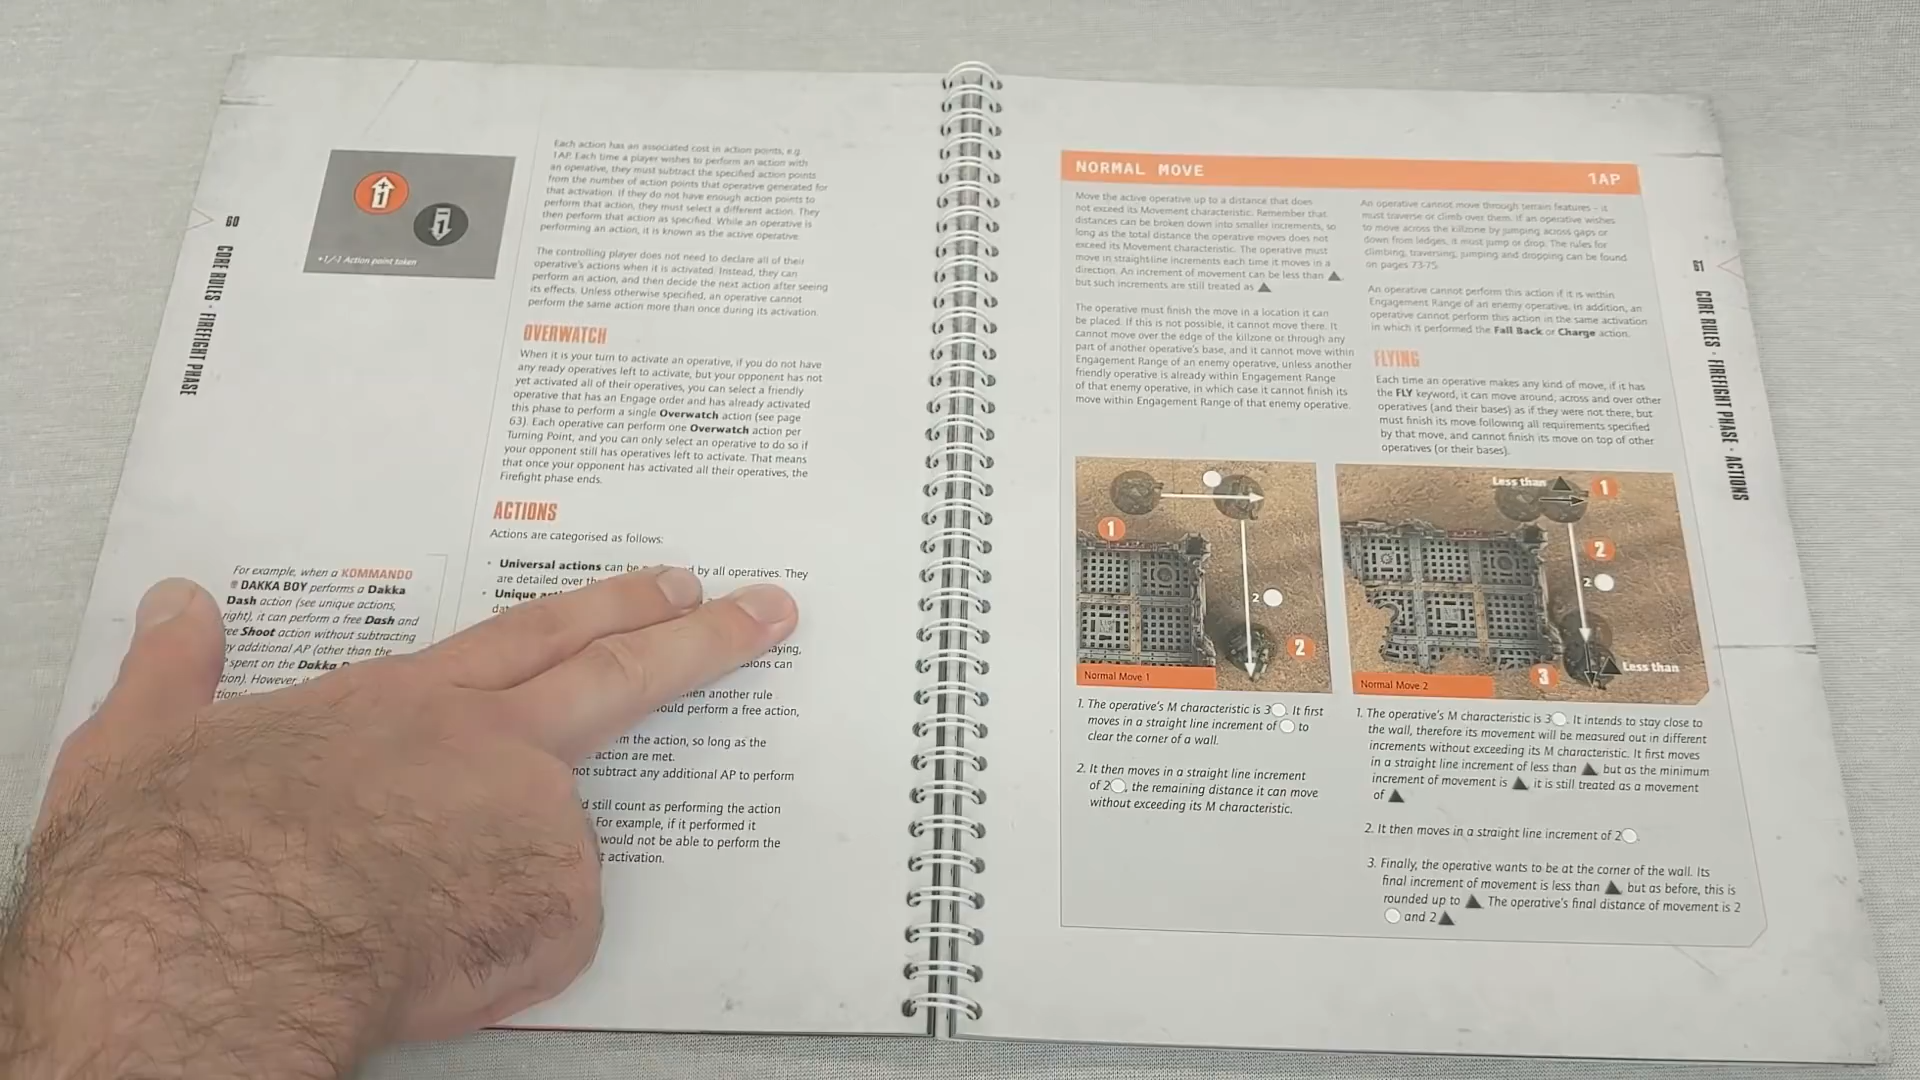 60
CORE RULES · FIREFIGHT PHASE
+1/-1 Action point token
Each action has an associated cost in action points, e.g.
1AP. Each time a player wishes to perform an action with
an operative, they must subtract the specified action points
from the number of action points that operative generated for
that activation. If they do not have enough action points to
perform that action, they must select a different action. They
then perform that action as specified. While an operative is
performing an action, it is known as the active operative.
The controlling player does not need to declare all of their
operative's actions when it is activated. Instead, they can
perform an action, and then decide the next action after seeing
its effects. Unless otherwise specified, an operative cannot
perform the same action more than once during its activation.
OVERWATCH
When it is your turn to activate an operative, if you do not have
any ready operatives left to activate, but your opponent has not
yet activated all of their operatives, you can select a friendly
operative that has an Engage order and has already activated
this phase to perform a single Overwatch action (see page
63). Each operative can perform one Overwatch action per
Turning Point, and you can only select an operative to do so if
your opponent still has operatives left to activate. That means
that once your opponent has activated all their operatives, the
Firefight phase ends.
ACTIONS
Actions are categorised as follows:
• Universal actions can be by all operatives. They
are detailed over
• Unique
For example, when a KOMMANDO
DAKKA BOY performs a Dakka
Dash action (see unique actions,
right), it can perform a free Dash and
Shoot action without subtracting
additional AP (other than the
spent on the Dakka
However,
can
another rule
would perform a free action,
the action, so long as the
action are met.
not subtract any additional AP to perform
still count as performing the action
For example, if it performed it
would not be able to perform the
activation.
NORMAL MOVE 1AP
Move the active operative up to a distance that does
not exceed its Movement characteristic. Remember that
distances can be broken down into smaller increments, so
long as the total distance the operative moves does not
exceed its Movement characteristic. The operative must
move in straight-line increments each time it moves in a
direction. An increment of movement can be less than ▲,
but such increments are still treated as ▲
The operative must finish the move in a location it can
be placed. If this is not possible, it cannot move there. It
cannot move over the edge of the killzone or through any
part of another operative's base, and it cannot move within
Engagement Range of an enemy operative, unless another
friendly operative is already within Engagement Range
of that enemy operative, in which case it cannot finish its
move within Engagement Range of that enemy operative.
An operative cannot move through terrain features – it
must traverse or climb over them. If an operative wishes
to move across the killzone by jumping across gaps or
down from ledges, it must jump or drop. The rules for
climbing, traversing, jumping and dropping can be found
on pages 73-75.
An operative cannot perform this action if it is within
Engagement Range of an enemy operative. In addition, an
operative cannot perform this action in the same activation
in which it performed the Fall Back or Charge action.
FLYING
Each time an operative makes any kind of move, if it has
the FLY keyword, it can move around, across and over other
operatives (and their bases) as if they were not there, but
must finish its move following all requirements specified
by that move, and cannot finish its move on top of other
operatives (or their bases).
1
2
2
Normal Move 1
Less than ▲
1
2
2
3
Less than
Normal Move 2
1. The operative's M characteristic is 3○. It first
moves in a straight line increment of ○ to
clear the corner of a wall.
2. It then moves in a straight line increment
of 2○, the remaining distance it can move
without exceeding its M characteristic.
1. The operative's M characteristic is 3○. It intends to stay close to
the wall, therefore its movement will be measured out in different
increments without exceeding its M characteristic. It first moves
in a straight line increment of less than ▲, but as the minimum
increment of movement is ▲, it is still treated as a movement
of ▲
2. It then moves in a straight line increment of 2○.
3. Finally, the operative wants to be at the corner of the wall. Its
final increment of movement is less than ▲, but as before, this is
rounded up to ▲. The operative's final distance of movement is 2
○ and 2▲
61
CORE RULES · FIREFIGHT PHASE · ACTIONS